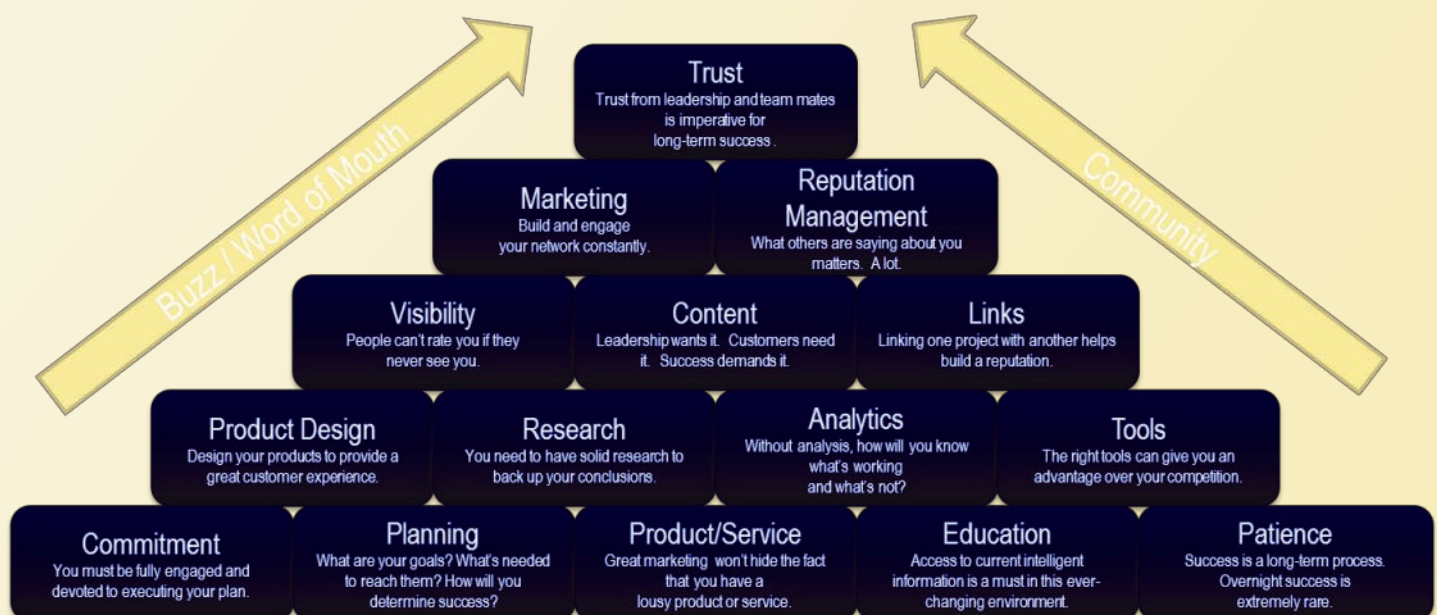 Buzz / Word of Mouth
Community
Trust
Trust from leadership and team mates
is imperative for
long-term success.
Marketing
Build and engage
your network constantly.
Reputation
Management
What others are saying about you
matters. A lot.
Visibility
People can't rate you if they
never see you.
Content
Leadership wants it. Customers need
it. Success demands it.
Links
Linking one project with another helps
build a reputation.
Product Design
Design your products to provide a
great customer experience.
Research
You need to have solid research to
back up your conclusions.
Analytics
Without analysis, how will you know
what's working
and what's not?
Tools
The right tools can give you an
advantage over your competition.
Commitment
You must be fully engaged and
devoted to executing your plan.
Planning
What are your goals? What's needed
to reach them? How will you
determine success?
Product/Service
Great marketing won't hide the fact
that you have a
lousy product or service.
Education
Access to current intelligent
information is a must in this ever-
changing environment.
Patience
Success is a long-term process.
Overnight success is
extremely rare.